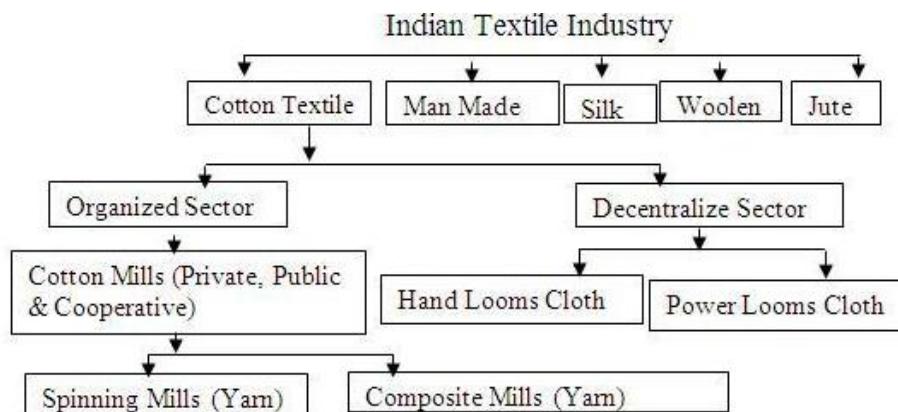 Indian Textile Industry
Cotton Textile
Man Made
Silk
Woolen
Jute
Organized Sector
Decentralize Sector
Cotton Mills (Private, Public
& Cooperative)
Hand Looms Cloth
Power Looms Cloth
Spinning Mills (Yarn)
Composite Mills (Yarn)